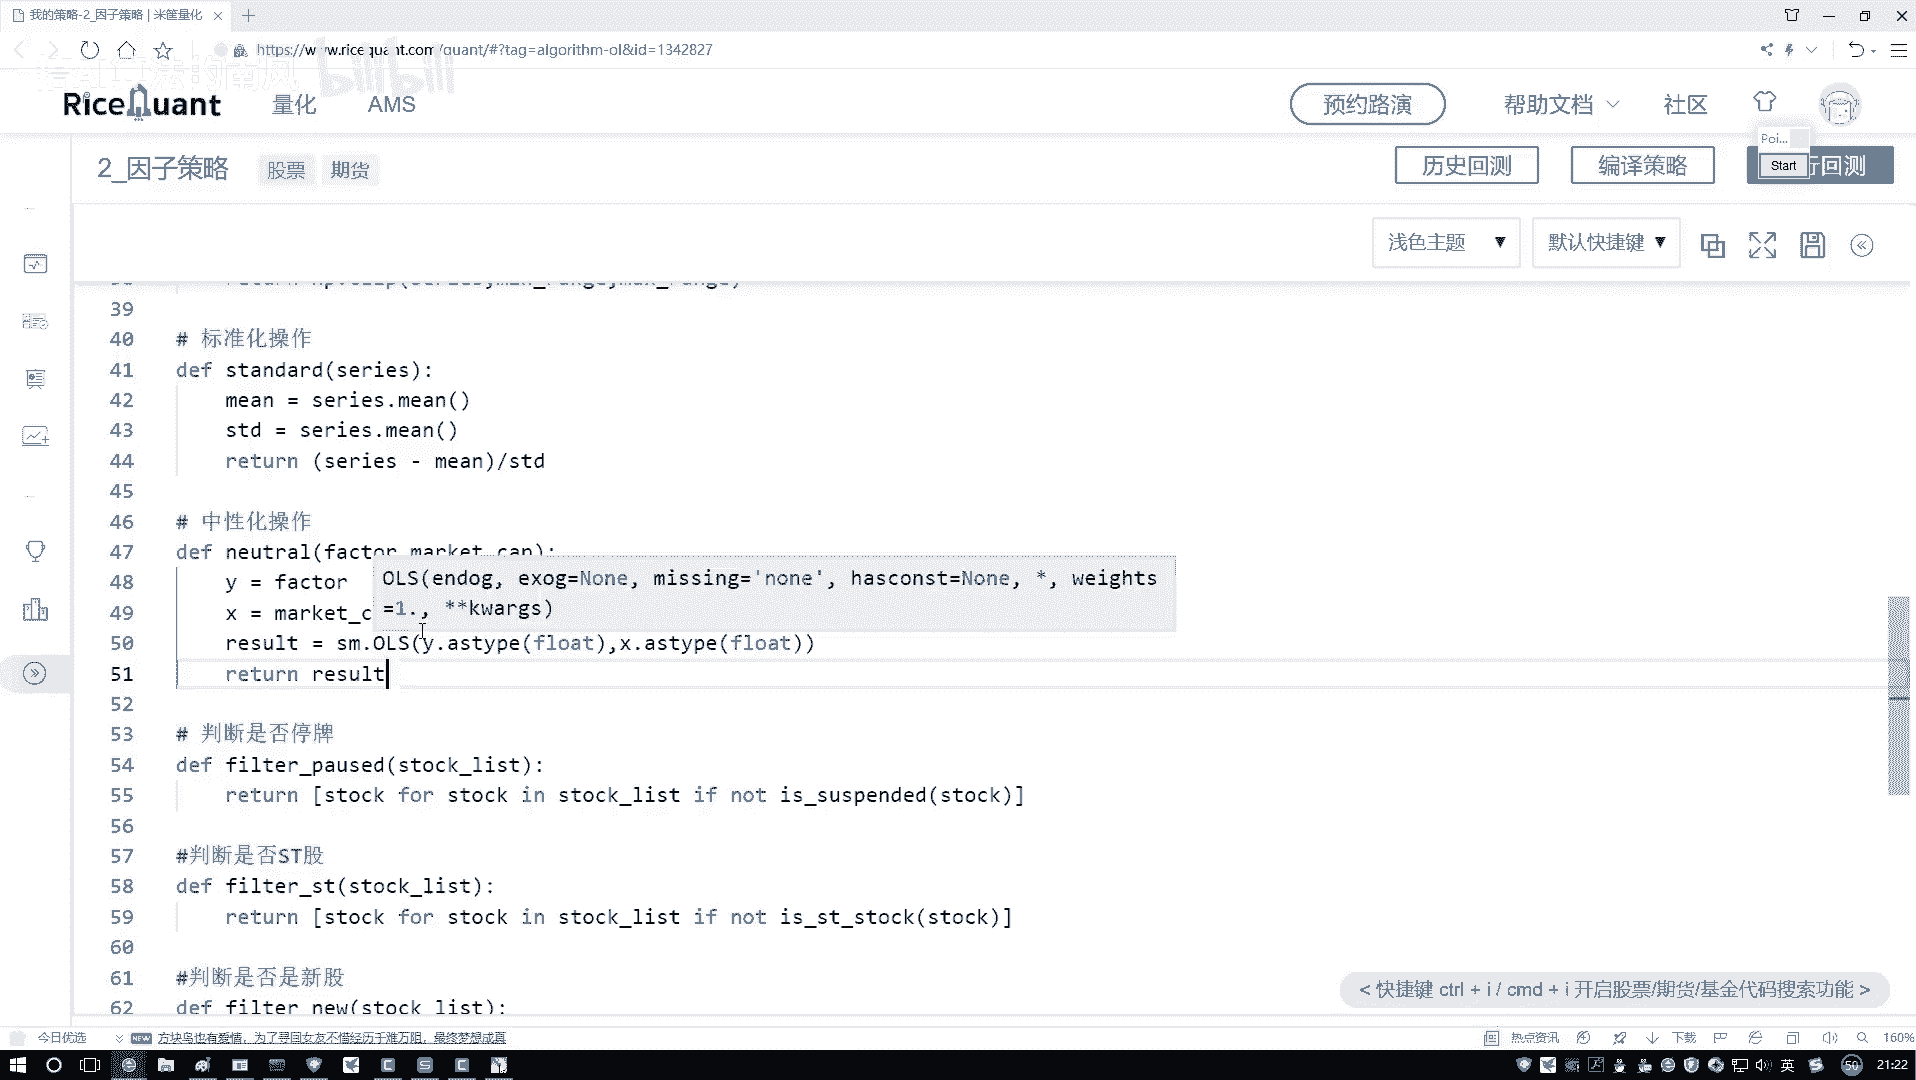 我的策略-2_因子策略 | 米筐量化
https://www.ricequant.com/quant/#?tag=algorithm-ol&id=1342827
bilibili
RiceQuant 量化 AMS 预约路演 帮助文档 社区
Poi...
2_因子策略 股票 期货 历史回测 编译策略 Start 行回测
浅色主题 默认快捷键
39
40 # 标准化操作
41 def standard(series):
42 mean = series.mean()
43 std = series.mean()
44 return (series - mean)/std
45
46 # 中性化操作
47 def neutral(factor,market_cap):
48 y = factor
OLS(endog, exog=None, missing='none', hasconst=None, *, weights
=1., **kwargs)
49 x = market_c
50 result = sm.OLS(y.astype(float),x.astype(float))
51 return result
52
53 # 判断是否停牌
54 def filter_paused(stock_list):
55 return [stock for stock in stock_list if not is_suspended(stock)]
56
57 #判断是否ST股
58 def filter_st(stock_list):
59 return [stock for stock in stock_list if not is_st_stock(stock)]
60
61 #判断是否是新股
62 def filter_new(stock_list):
< 快捷键 ctrl + i / cmd + i 开启股票/期货/基金代码搜索功能 >
今日优选 NEW 方块鸟也有爱情，为了寻回女友不惜经历千难万阻，最终梦想成真 热点资讯 下载 160%
英 50 21:22